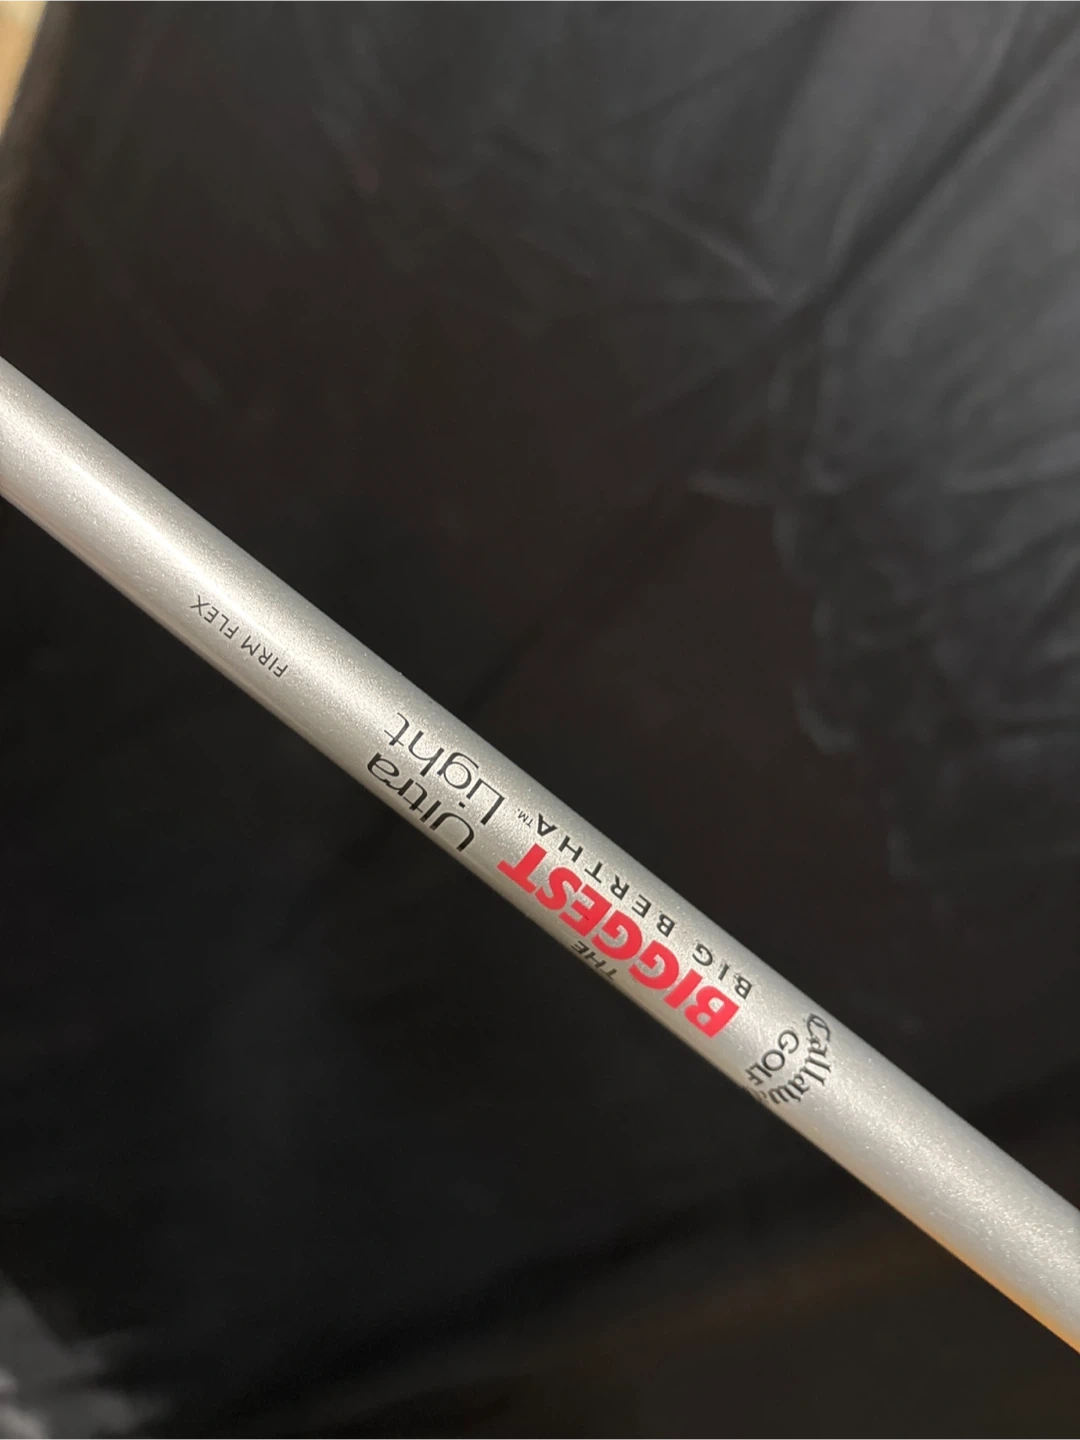 Callaway
GOLF
THE
BIGGEST
BIG BERTHA™
Ultra
Light
FIRM FLEX